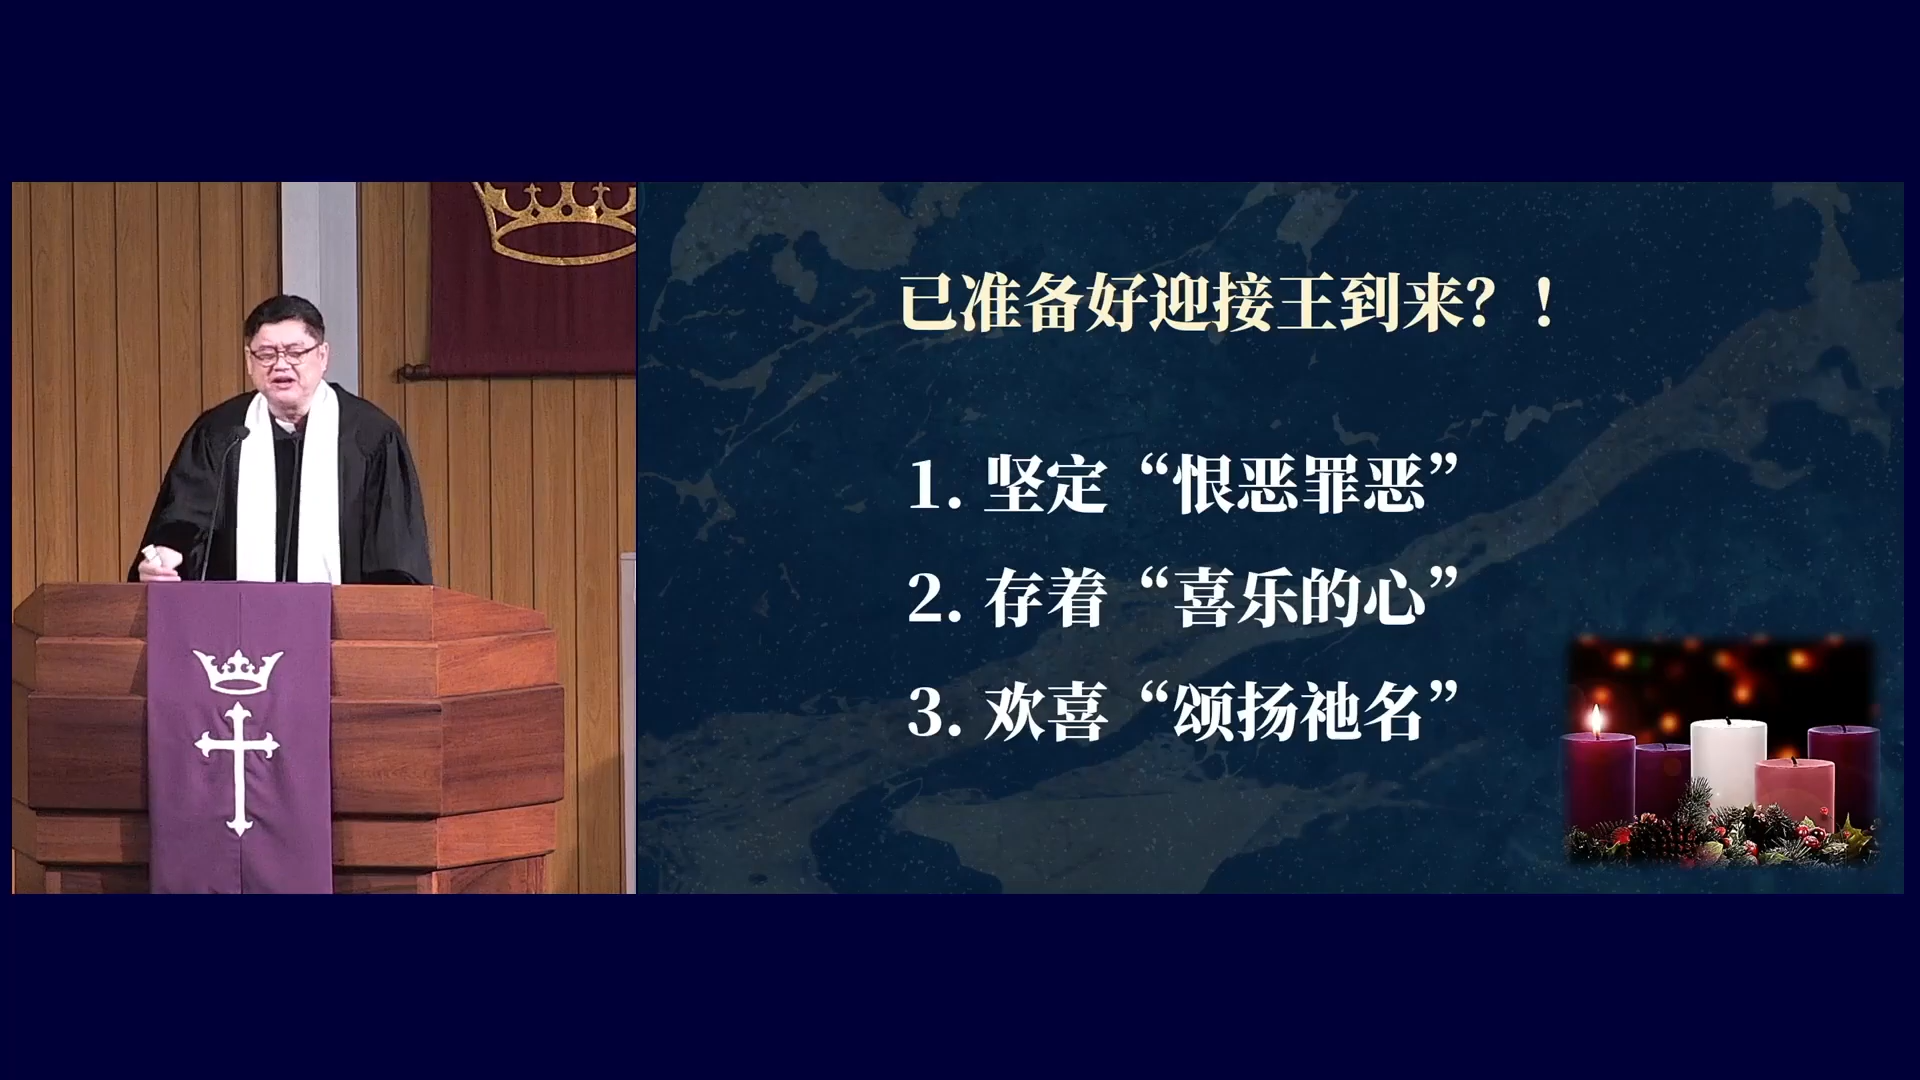 已准备好迎接王到来？！
1. 坚定“恨恶罪恶”
2. 存着“喜乐的心”
3. 欢喜“颂扬祂名”